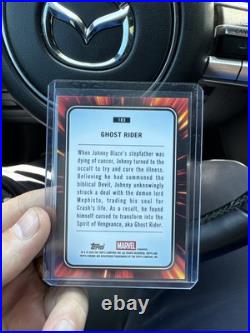 183
GHOST RIDER
When Johnny Blaze's stepfather was
dying of cancer, Johnny turned to the
occult to try and cure the illness.
Believing he had summoned the
biblical Devil, Johnny unknowingly
struck a deal with the demon lord
Mephisto, trading his soul for
Crash's life. As a result, he found
himself cursed to transform into the
Spirit of Vengeance, aka Ghost Rider.
Topps MARVEL